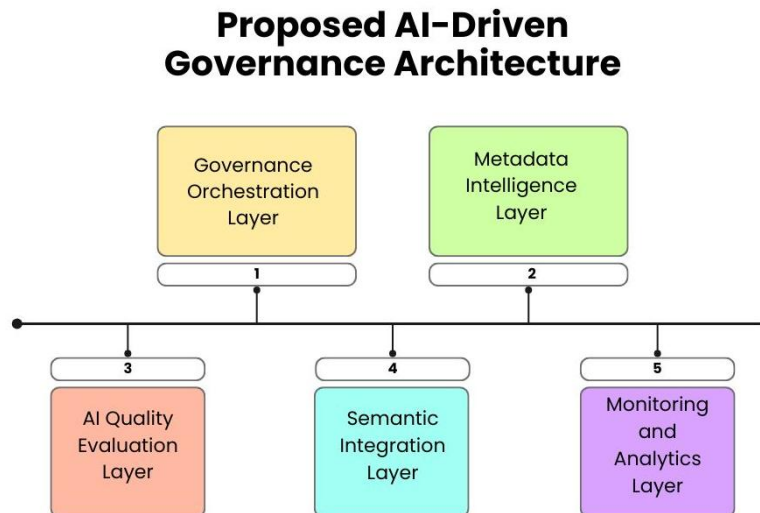 Proposed AI-Driven
Governance Architecture
Governance
Orchestration
Layer
1
Metadata
Intelligence
Layer
2
3
AI Quality
Evaluation
Layer
4
Semantic
Integration
Layer
5
Monitoring
and
Analytics
Layer